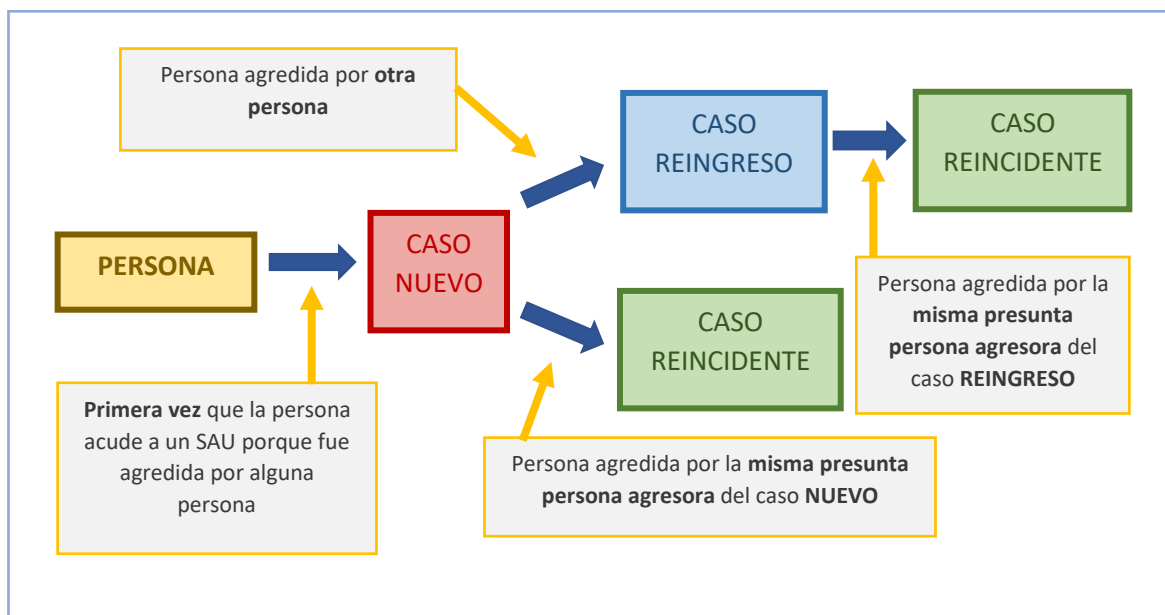 Persona agredida por otra
persona
CASO
REINGRESO
CASO
REINCIDENTE
PERSONA
CASO
NUEVO
Persona agredida por la
misma presunta
persona agresora del
caso REINGRESO
CASO
REINCIDENTE
Primera vez que la persona
acude a un SAU porque fue
agredida por alguna
persona
Persona agredida por la misma presunta
persona agresora del caso NUEVO